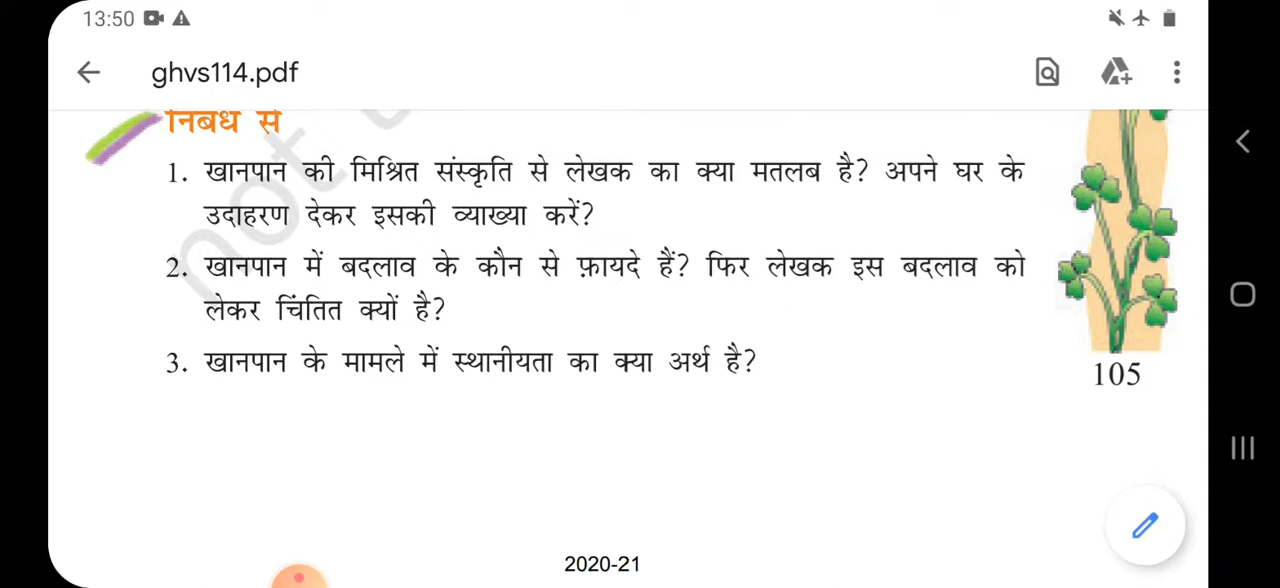 13:50
ghvs114.pdf
निबंध से
1. खानपान की मिश्रित संस्कृति से लेखक का क्या मतलब है? अपने घर के
उदाहरण देकर इसकी व्याख्या करें?
2. खानपान में बदलाव के कौन से फ़ायदे हैं? फिर लेखक इस बदलाव को
लेकर चिंतित क्यों है?
3. खानपान के मामले में स्थानीयता का क्या अर्थ है?
105
not
2020-21